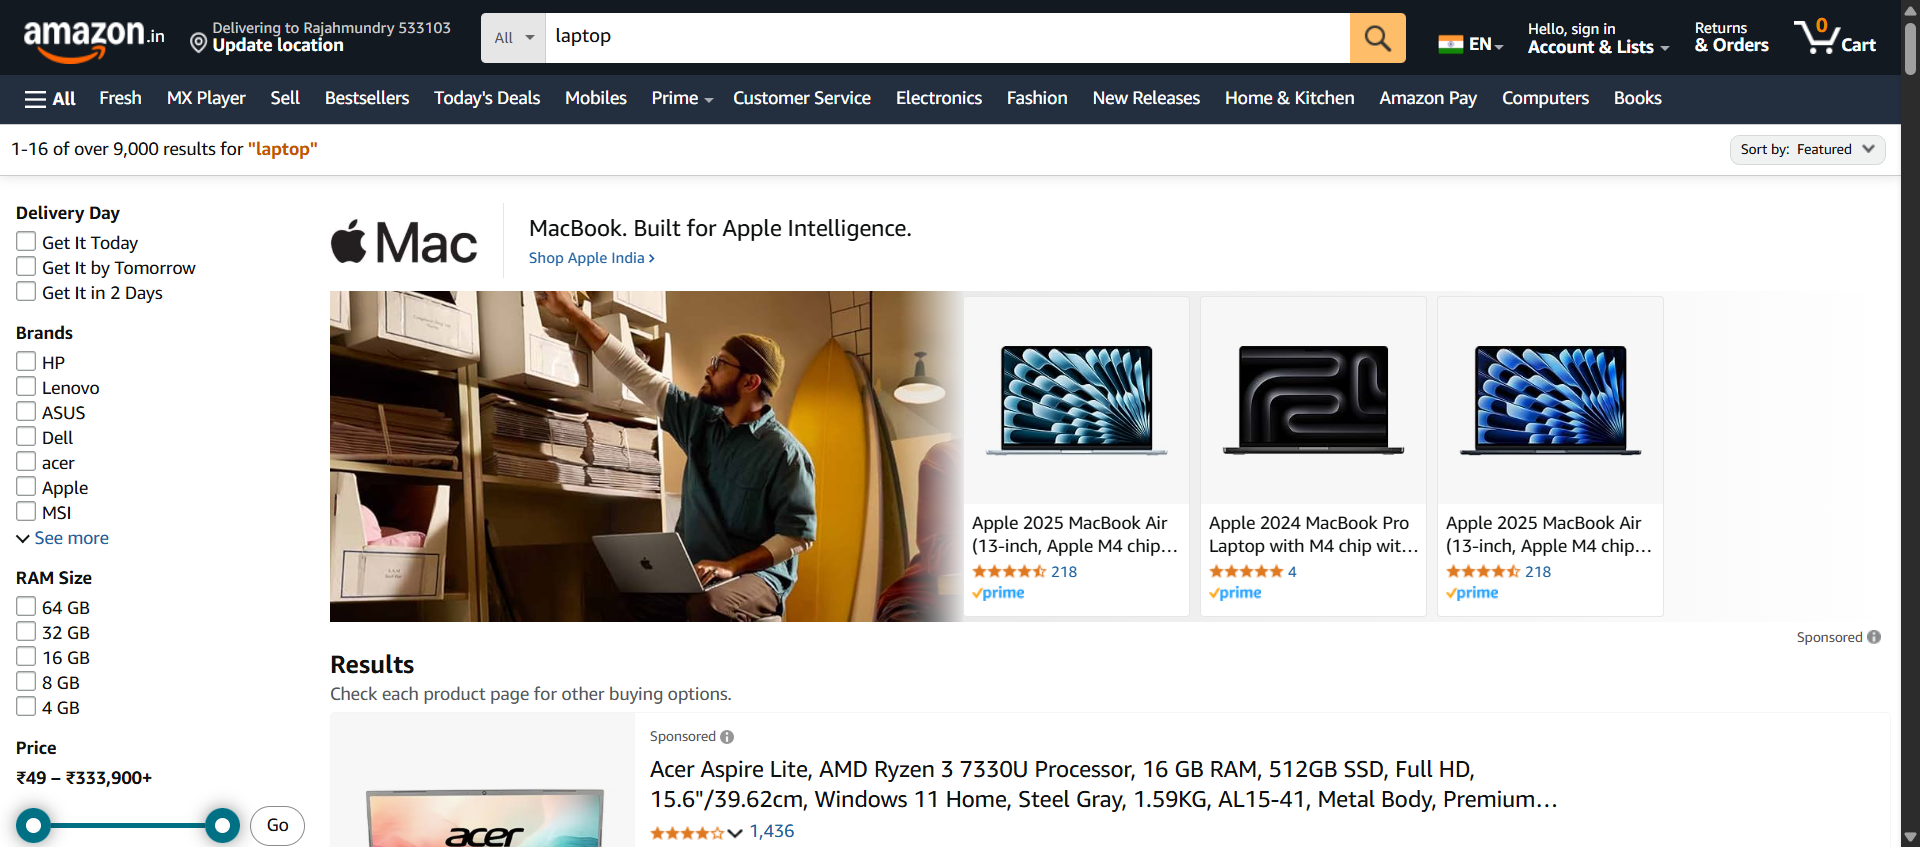 amazon.in
Delivering to Rajahmundry 533103
Update location
All
laptop
EN
Hello, sign in
Account & Lists
Returns
& Orders
0
Cart
All
Fresh
MX Player
Sell
Bestsellers
Today's Deals
Mobiles
Prime
Customer Service
Electronics
Fashion
New Releases
Home & Kitchen
Amazon Pay
Computers
Books
1-16 of over 9,000 results for "laptop"
Sort by: Featured
Delivery Day
Get It Today
Get It by Tomorrow
Get It in 2 Days
Brands
HP
Lenovo
ASUS
Dell
acer
Apple
MSI
See more
RAM Size
64 GB
32 GB
16 GB
8 GB
4 GB
Price
₹49 – ₹333,900+
Go
Mac
MacBook. Built for Apple Intelligence.
Shop Apple India ›
Apple 2025 MacBook Air
(13-inch, Apple M4 chip…
218
prime
Apple 2024 MacBook Pro
Laptop with M4 chip wit…
4
prime
Apple 2025 MacBook Air
(13-inch, Apple M4 chip…
218
prime
Sponsored
Results
Check each product page for other buying options.
acer
Sponsored
Acer Aspire Lite, AMD Ryzen 3 7330U Processor, 16 GB RAM, 512GB SSD, Full HD,
15.6"/39.62cm, Windows 11 Home, Steel Gray, 1.59KG, AL15-41, Metal Body, Premium…
1,436